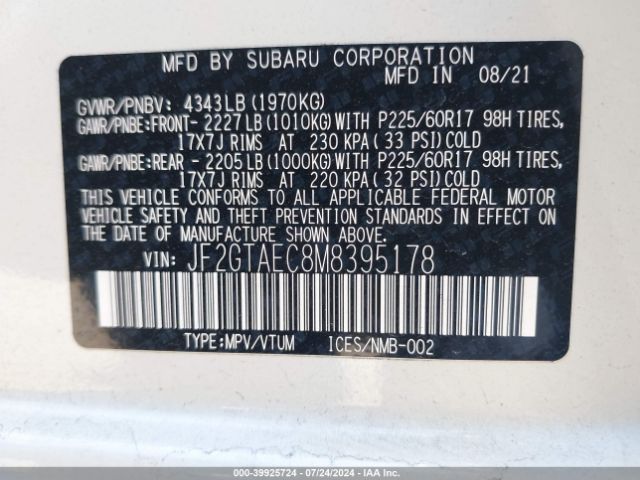 MFD BY SUBARU CORPORATION
MFD IN 08/21
GVWR/PNBV: 4343LB(1970KG)
GAWR/PNBE:FRONT- 2227LB(1010KG)WITH P225/60R17 98H TIRES,
17X7J RIMS AT 230 KPA( 33 PSI)COLD
GAWR/PNBE:REAR - 2205LB(1000KG)WITH P225/60R17 98H TIRES,
17X7J RIMS AT 220 KPA( 32 PSI)COLD
THIS VEHICLE CONFORMS TO ALL APPLICABLE FEDERAL MOTOR
VEHICLE SAFETY AND THEFT PREVENTION STANDARDS IN EFFECT ON
THE DATE OF MANUFACTURE SHOWN ABOVE.
VIN: JF2GTAEC8M8395178
TYPE:MPV/VTUM ICES/NMB-002
000-39925724 - 07/24/2024 - IAAI.COM